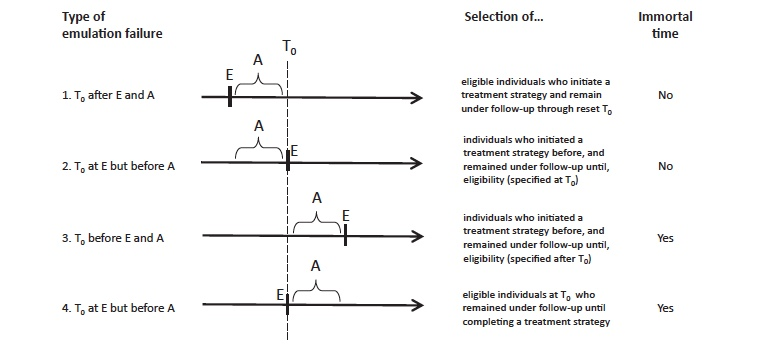 Type of
emulation failure
Selection of...
Immortal
time
T₀
E
A
1. T₀ after E and A
eligible individuals who initiate a
treatment strategy and remain
under follow-up through reset T₀
No
A
E
2. T₀ at E but before A
individuals who initiated a
treatment strategy before, and
remained under follow-up until,
eligibility (specified at T₀)
No
A
E
3. T₀ before E and A
individuals who initiated a
treatment strategy before, and
remained under follow-up until,
eligibility (specified after T₀)
Yes
E
A
4. T₀ at E but before A
eligible individuals at T₀ who
remained under follow-up until
completing a treatment strategy
Yes